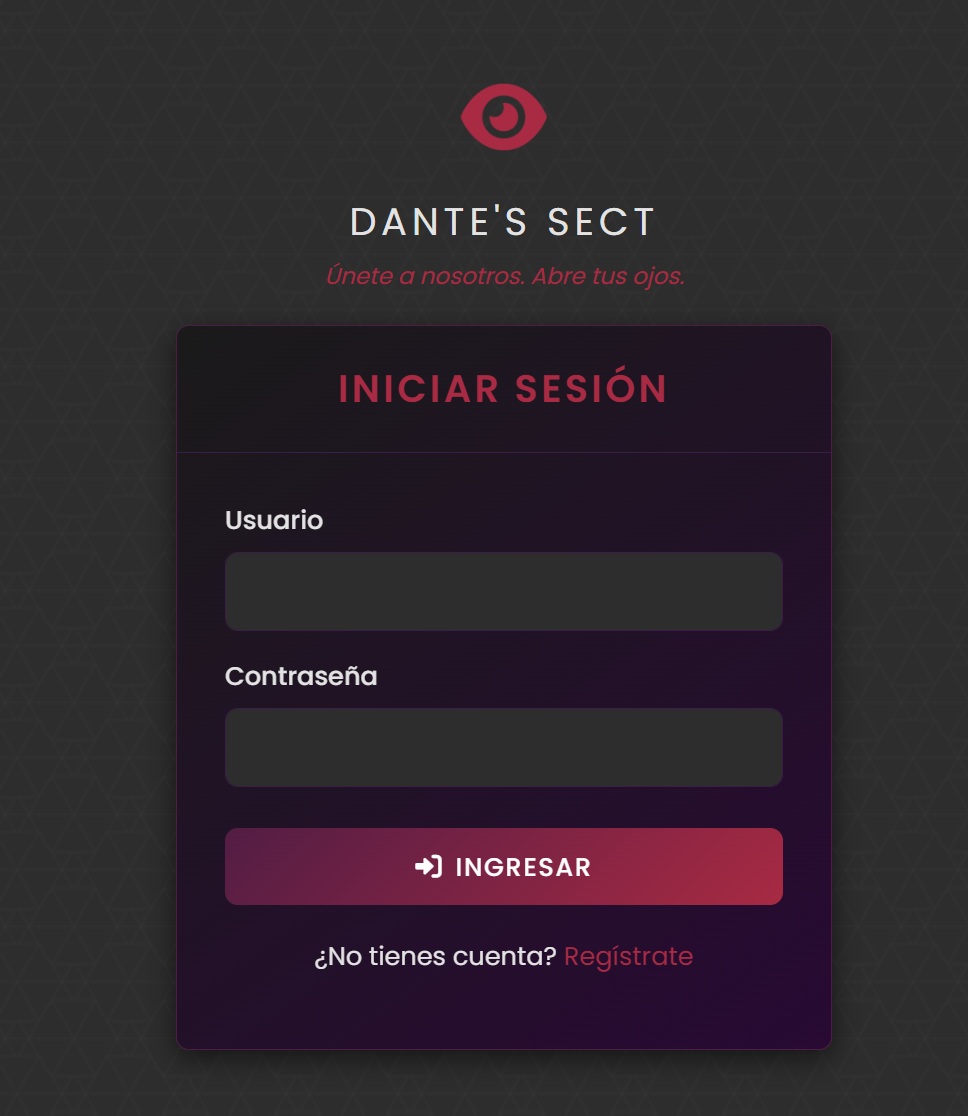 DANTE'S SECT
Únete a nosotros. Abre tus ojos.
INICIAR SESIÓN
Usuario
Contraseña
INGRESAR
¿No tienes cuenta? Regístrate